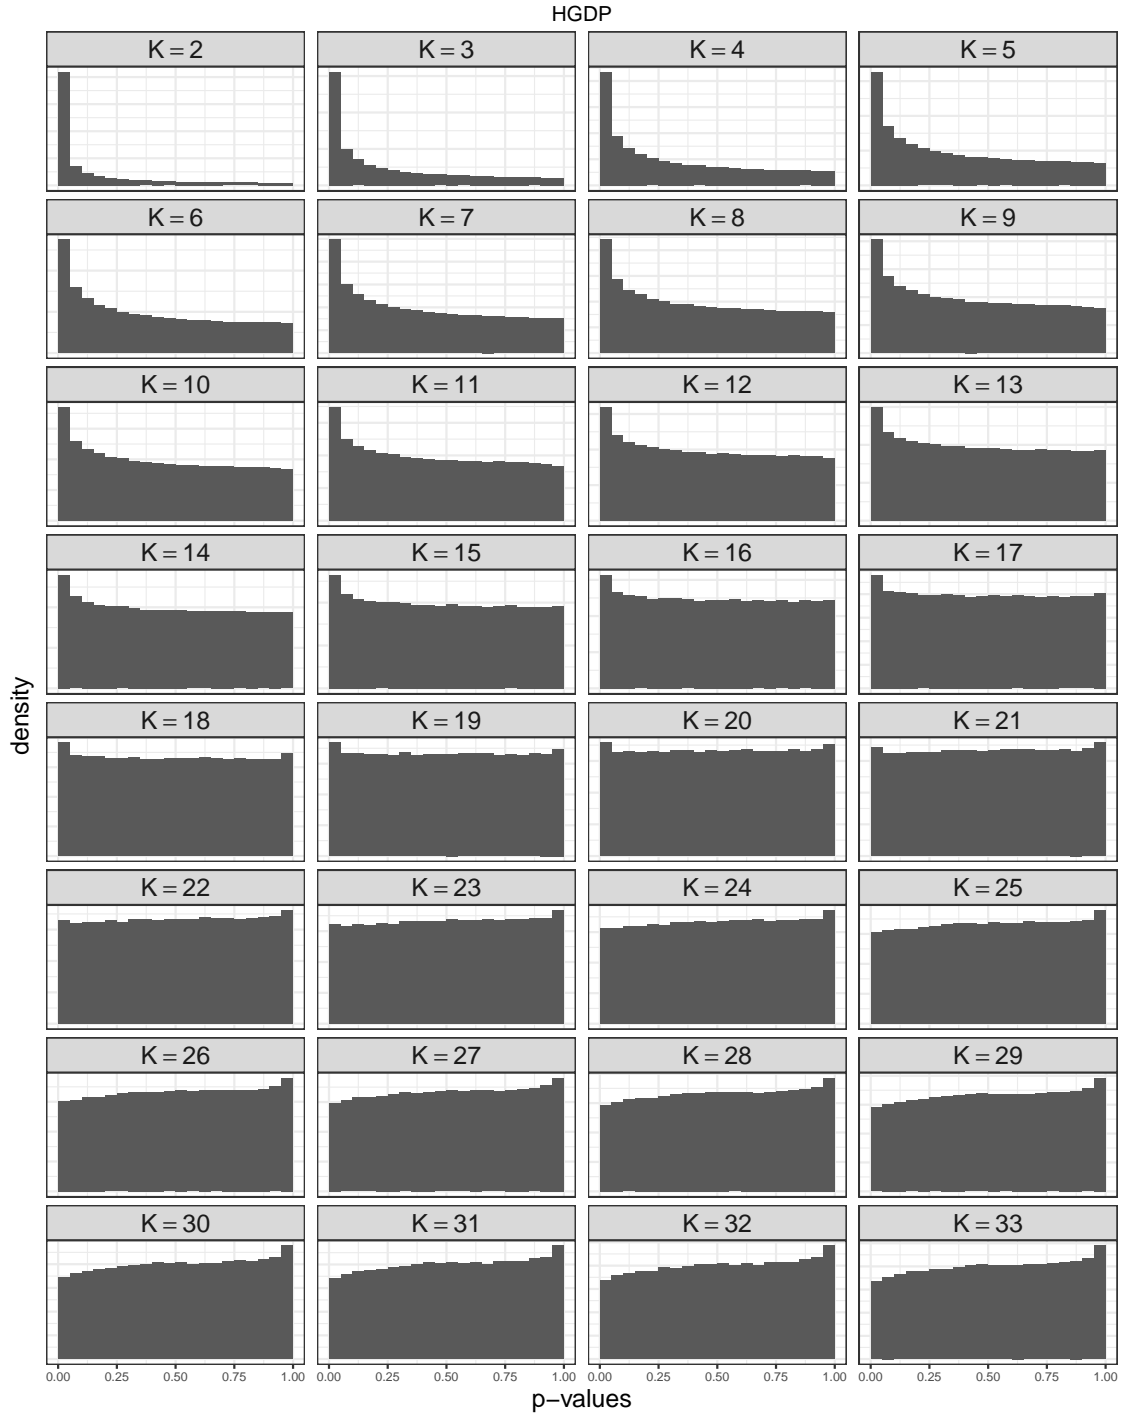 HGDP
K = 2 K = 3 K = 4 K = 5
K = 6 K = 7 K = 8 K = 9
K = 10 K = 11 K = 12 K = 13
K = 14 K = 15 K = 16 K = 17
density
K = 18 K = 19 K = 20 K = 21
K = 22 K = 23 K = 24 K = 25
K = 26 K = 27 K = 28 K = 29
K = 30 K = 31 K = 32 K = 33
0.00 0.25 0.50 0.75 1.00 0.00 0.25 0.50 0.75 1.00 0.00 0.25 0.50 0.75 1.00 0.00 0.25 0.50 0.75 1.00
p−values